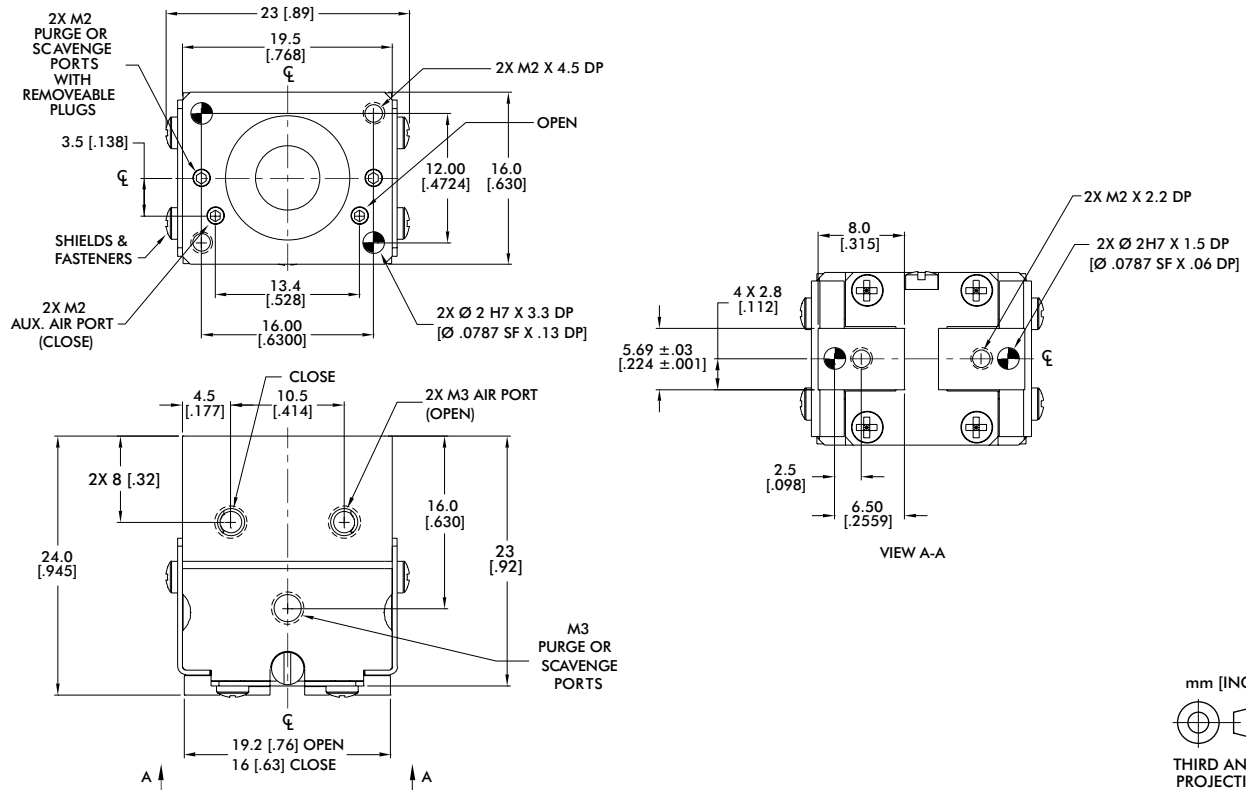 2X M2
PURGE OR
SCAVENGE
PORTS
WITH
REMOVEABLE
PLUGS
23 [.89]
19.5
[.768]
℄
2X M2 X 4.5 DP
OPEN
3.5 [.138]
℄
12.00
[.4724]
16.0
[.630]
SHIELDS &
FASTENERS
13.4
[.528]
16.00
[.6300]
2X M2
AUX. AIR PORT
(CLOSE)
2X Ø 2 H7 X 3.3 DP
[Ø .0787 SF X .13 DP]
CLOSE
4.5
[.177]
10.5
[.414]
2X M3 AIR PORT
(OPEN)
2X 8 [.32]
16.0
[.630]
24.0
[.945]
23
[.92]
M3
PURGE OR
SCAVENGE
PORTS
℄
19.2 [.76] OPEN
16 [.63] CLOSE
A
A
8.0
[.315]
2X M2 X 2.2 DP
2X Ø 2H7 X 1.5 DP
[Ø .0787 SF X .06 DP]
4 X 2.8
[.112]
5.69 ±.03
[.224 ±.001]
℄
2.5
[.098]
6.50
[.2559]
VIEW A-A
mm [INC
THIRD AN
PROJECTI